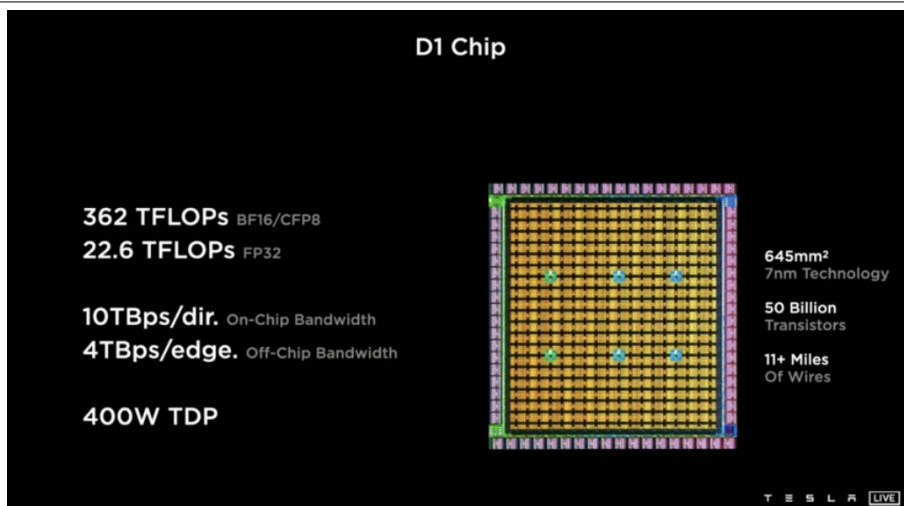 D1 Chip
362 TFLOPs BF16/CFP8
22.6 TFLOPs FP32
10TBps/dir. On-Chip Bandwidth
4TBps/edge. Off-Chip Bandwidth
400W TDP
645mm²
7nm Technology
50 Billion
Transistors
11+ Miles
Of Wires
TESLA LIVE